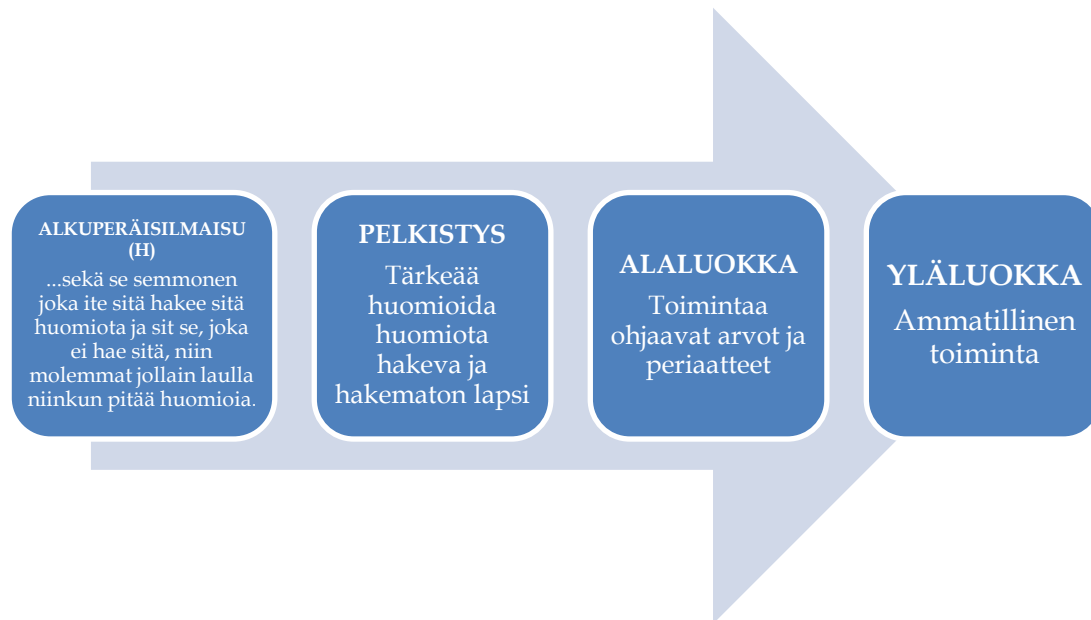 ALKUPERÄISILMAISU
(H)
...sekä se semmonen
joka ite sitä hakee sitä
huomiota ja sit se, joka
ei hae sitä, niin
molemmat jollain laulla
niinkun pitää huomioia.
PELKISTYS
Tärkeää
huomioida
huomiota
hakeva ja
hakematon lapsi
ALALUOKKA
Toimintaa
ohjaavat arvot ja
periaatteet
YLÄLUOKKA
Ammatillinen
toiminta